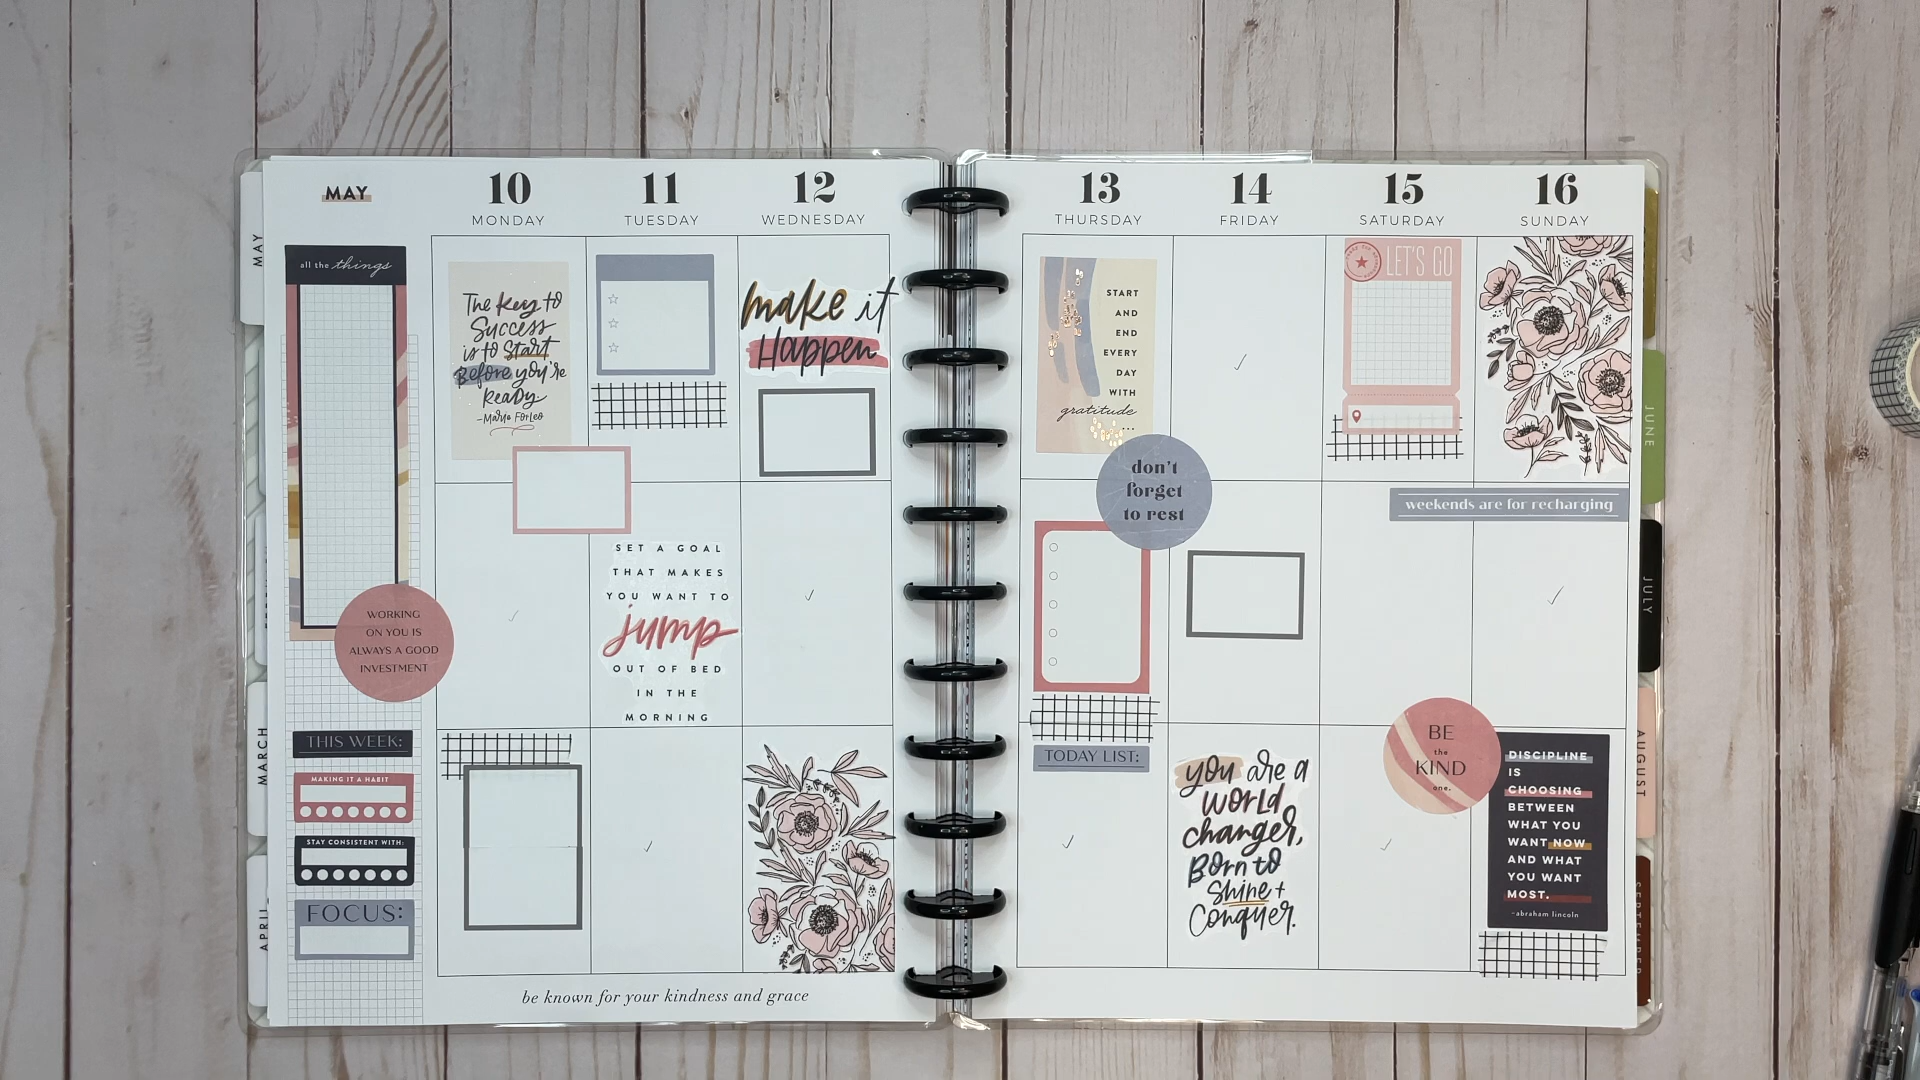 MAY
10
MONDAY
11
TUESDAY
12
WEDNESDAY
13
THURSDAY
14
FRIDAY
15
SATURDAY
16
SUNDAY
MAY
MARCH
APRIL
all the things
WORKING
ON YOU IS
ALWAYS A GOOD
INVESTMENT
THIS WEEK:
MAKING IT A HABIT
STAY CONSISTENT WITH:
FOCUS:
The key to
Success
is to Start
Before you're
Ready.
-Marie Forleo
make it
Happen
SET A GOAL
THAT MAKES
YOU WANT TO
jump
OUT OF BED
IN THE
MORNING
be known for your kindness and grace
START
AND
END
EVERY
DAY
WITH
gratitude
...
don't
forget
to rest
LET'S GO
weekends are for recharging
TODAY LIST:
you are a
World
changer,
Born to
Shine +
Conquer.
BE
the
KIND
one.
DISCIPLINE
IS
CHOOSING
BETWEEN
WHAT YOU
WANT NOW
AND WHAT
YOU WANT
MOST.
-abraham lincoln
JUNE
JULY
AUGUST
SEPTEMBER